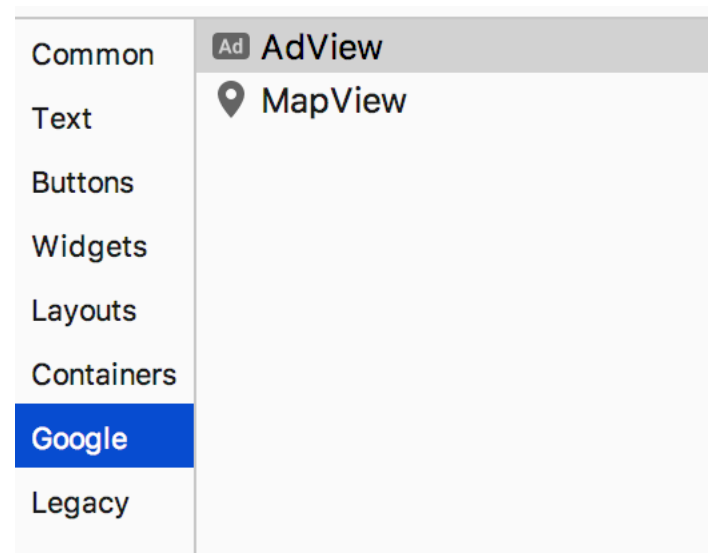 Common
Text
Buttons
Widgets
Layouts
Containers
Google
Legacy
Ad AdView
MapView